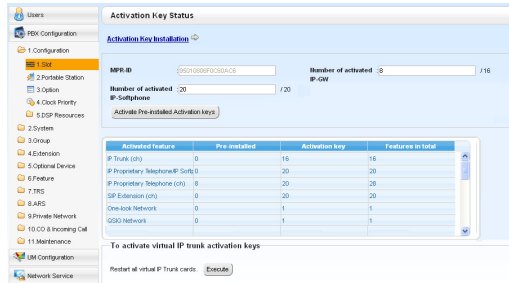 Users
PBX Configuration
1.Configuration
1.Slot
2.Portable Station
3.Option
4.Clock Priority
5.DSP Resources
2.System
3.Group
4.Extension
5.Optional Device
6.Feature
7.TRS
8.ARS
9.Private Network
10.CO & Incoming Call
11.Maintenance
UM Configuration
Network Service
Activation Key Status
Activation Key Installation
MPR-ID
Number of activated :8 /16
IP-GW
Number of activated :20 /20
IP-Softphone
Activate Pre-installed Activation keys
Activated feature Pre-installed Activation key Features in total
IP Trunk (ch) 0 16 16
IP Proprietary Telephone/IP Softp 0 20 20
IP Proprietary Telephone (ch) 8 20 28
SIP Extension (ch) 0 20 20
One-look Network 0 1 1
QSIG Network 0 1 1
To activate virtual IP trunk activation keys
Restart all virtual IP Trunk cards. Execute